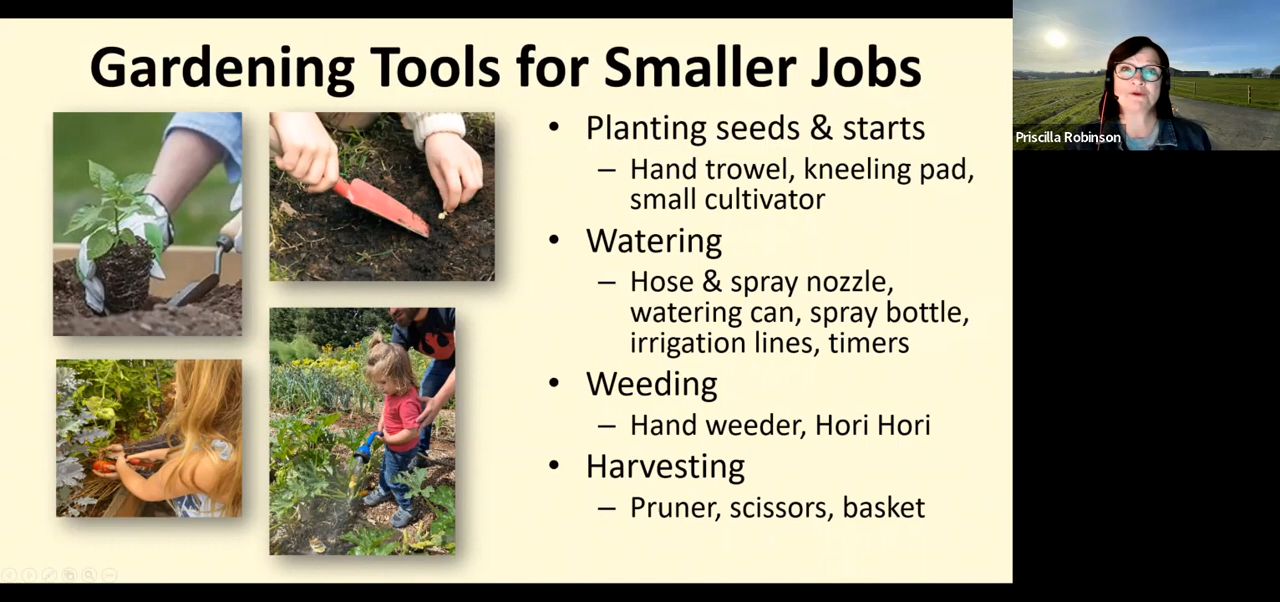 Gardening Tools for Smaller Jobs
• Planting seeds & starts
– Hand trowel, kneeling pad,
small cultivator
• Watering
– Hose & spray nozzle,
watering can, spray bottle,
irrigation lines, timers
• Weeding
– Hand weeder, Hori Hori
• Harvesting
– Pruner, scissors, basket
Priscilla Robinson